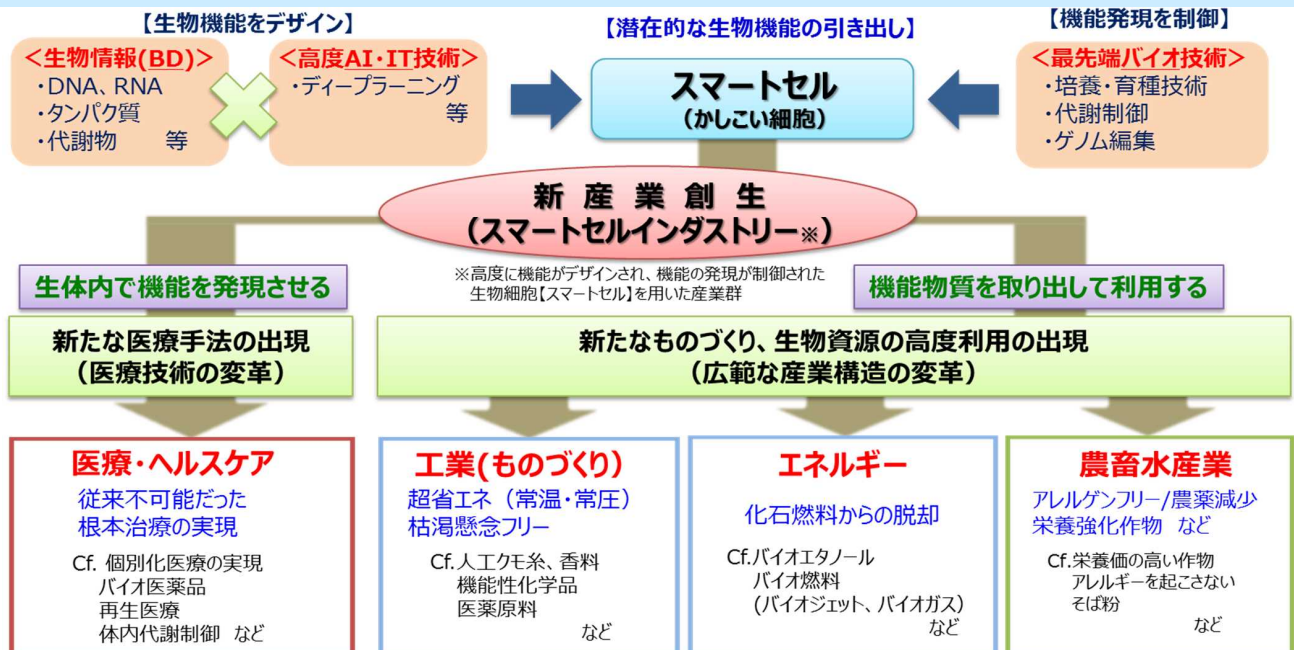 【生物機能をデザイン】
<生物情報(BD)>
・DNA、RNA
・タンパク質
・代謝物　等
<高度AI・IT技術>
・ディープラーニング
等
【潜在的な生物機能の引き出し】
スマートセル
（かしこい細胞）
【機能発現を制御】
<最先端バイオ技術>
・培養・育種技術
・代謝制御
・ゲノム編集
新産業創生
（スマートセルインダストリー※）
※高度に機能がデザインされ、機能の発現が制御された
生物細胞【スマートセル】を用いた産業群
生体内で機能を発現させる
機能物質を取り出して利用する
新たな医療手法の出現
（医療技術の変革）
新たなものづくり、生物資源の高度利用の出現
（広範な産業構造の変革）
医療・ヘルスケア
従来不可能だった
根本治療の実現
Cf. 個別化医療の実現
バイオ医薬品
再生医療
体内代謝制御 など
工業(ものづくり)
超省エネ（常温・常圧）
枯渇懸念フリー
Cf.人工クモ糸、香料
機能性化学品
医薬原料
など
エネルギー
化石燃料からの脱却
Cf.バイオエタノール
バイオ燃料
(バイオジェット、バイオガス)
など
農畜水産業
アレルゲンフリー/農薬減少
栄養強化作物 など
Cf.栄養価の高い作物
アレルギーを起こさない
そば粉
など